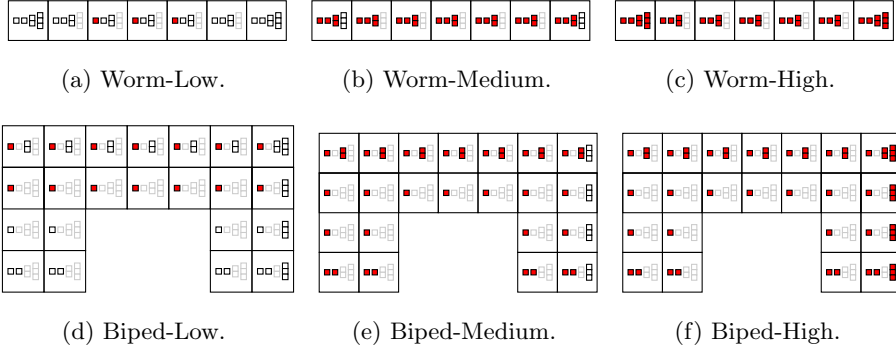 (a) Worm-Low. (b) Worm-Medium. (c) Worm-High.
(d) Biped-Low. (e) Biped-Medium. (f) Biped-High.